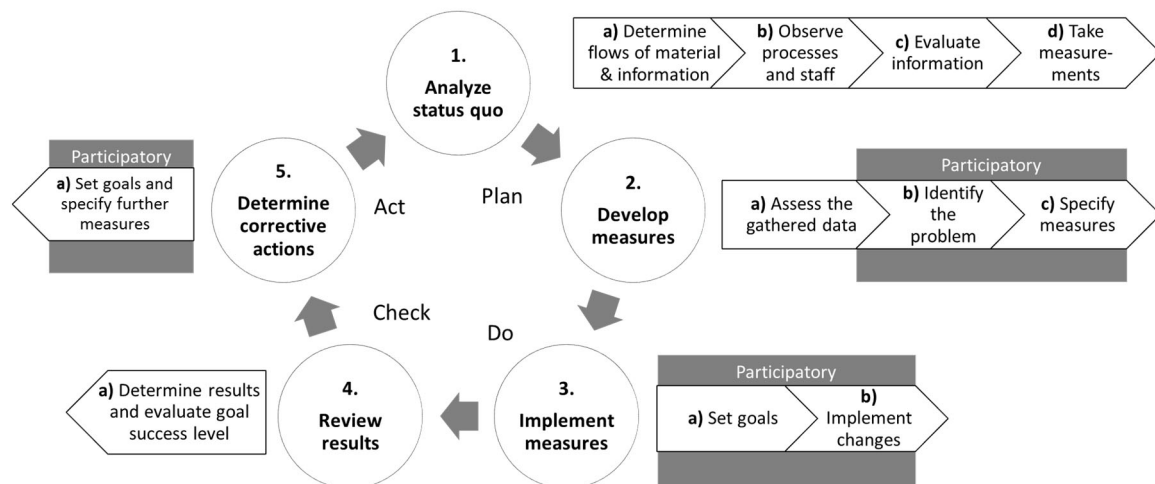 1.
Analyze
status quo
a) Determine
flows of material
& information
b) Observe
processes
and staff
c) Evaluate
information
d) Take
measure-
ments
Plan
2.
Develop
measures
Participatory
a) Assess the
gathered data
b) Identify
the
problem
c) Specify
measures
Do
3.
Implement
measures
Participatory
a) Set goals
b)
Implement
changes
Check
4.
Review
results
a) Determine results
and evaluate goal
success level
Act
5.
Determine
corrective
actions
Participatory
a) Set goals and
specify further
measures